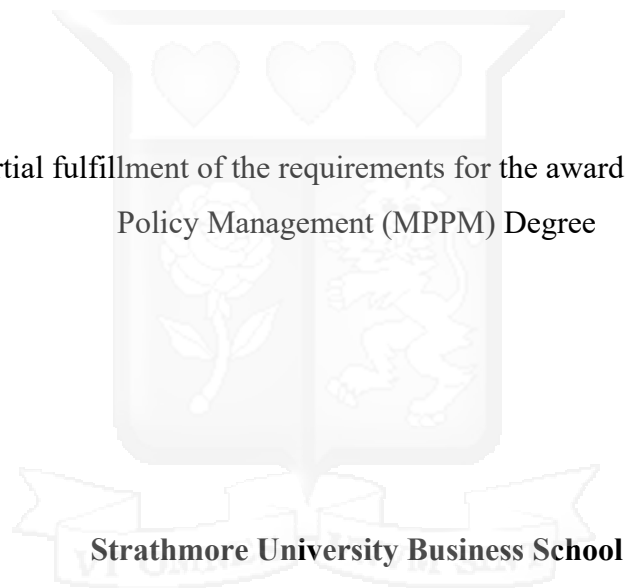 rtial fulfillment of the requirements for the award
Policy Management (MPPM) Degree
Strathmore University Business School